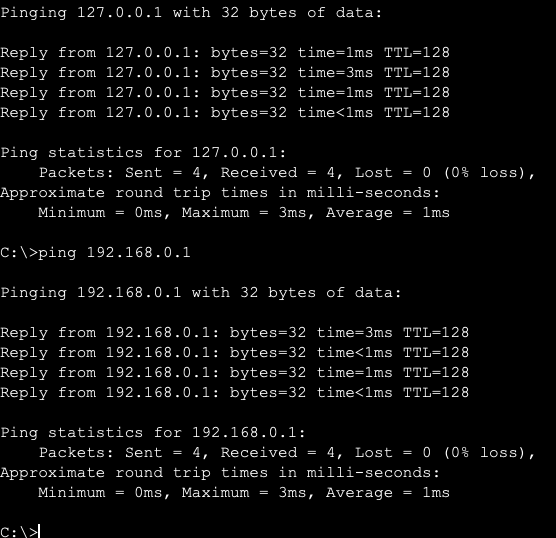 Pinging 127.0.0.1 with 32 bytes of data:
Reply from 127.0.0.1: bytes=32 time=1ms TTL=128
Reply from 127.0.0.1: bytes=32 time=3ms TTL=128
Reply from 127.0.0.1: bytes=32 time=1ms TTL=128
Reply from 127.0.0.1: bytes=32 time<1ms TTL=128
Ping statistics for 127.0.0.1:
Packets: Sent = 4, Received = 4, Lost = 0 (0% loss),
Approximate round trip times in milli-seconds:
Minimum = 0ms, Maximum = 3ms, Average = 1ms
C:\>ping 192.168.0.1
Pinging 192.168.0.1 with 32 bytes of data:
Reply from 192.168.0.1: bytes=32 time=3ms TTL=128
Reply from 192.168.0.1: bytes=32 time<1ms TTL=128
Reply from 192.168.0.1: bytes=32 time=1ms TTL=128
Reply from 192.168.0.1: bytes=32 time<1ms TTL=128
Ping statistics for 192.168.0.1:
Packets: Sent = 4, Received = 4, Lost = 0 (0% loss),
Approximate round trip times in milli-seconds:
Minimum = 0ms, Maximum = 3ms, Average = 1ms
C:\>